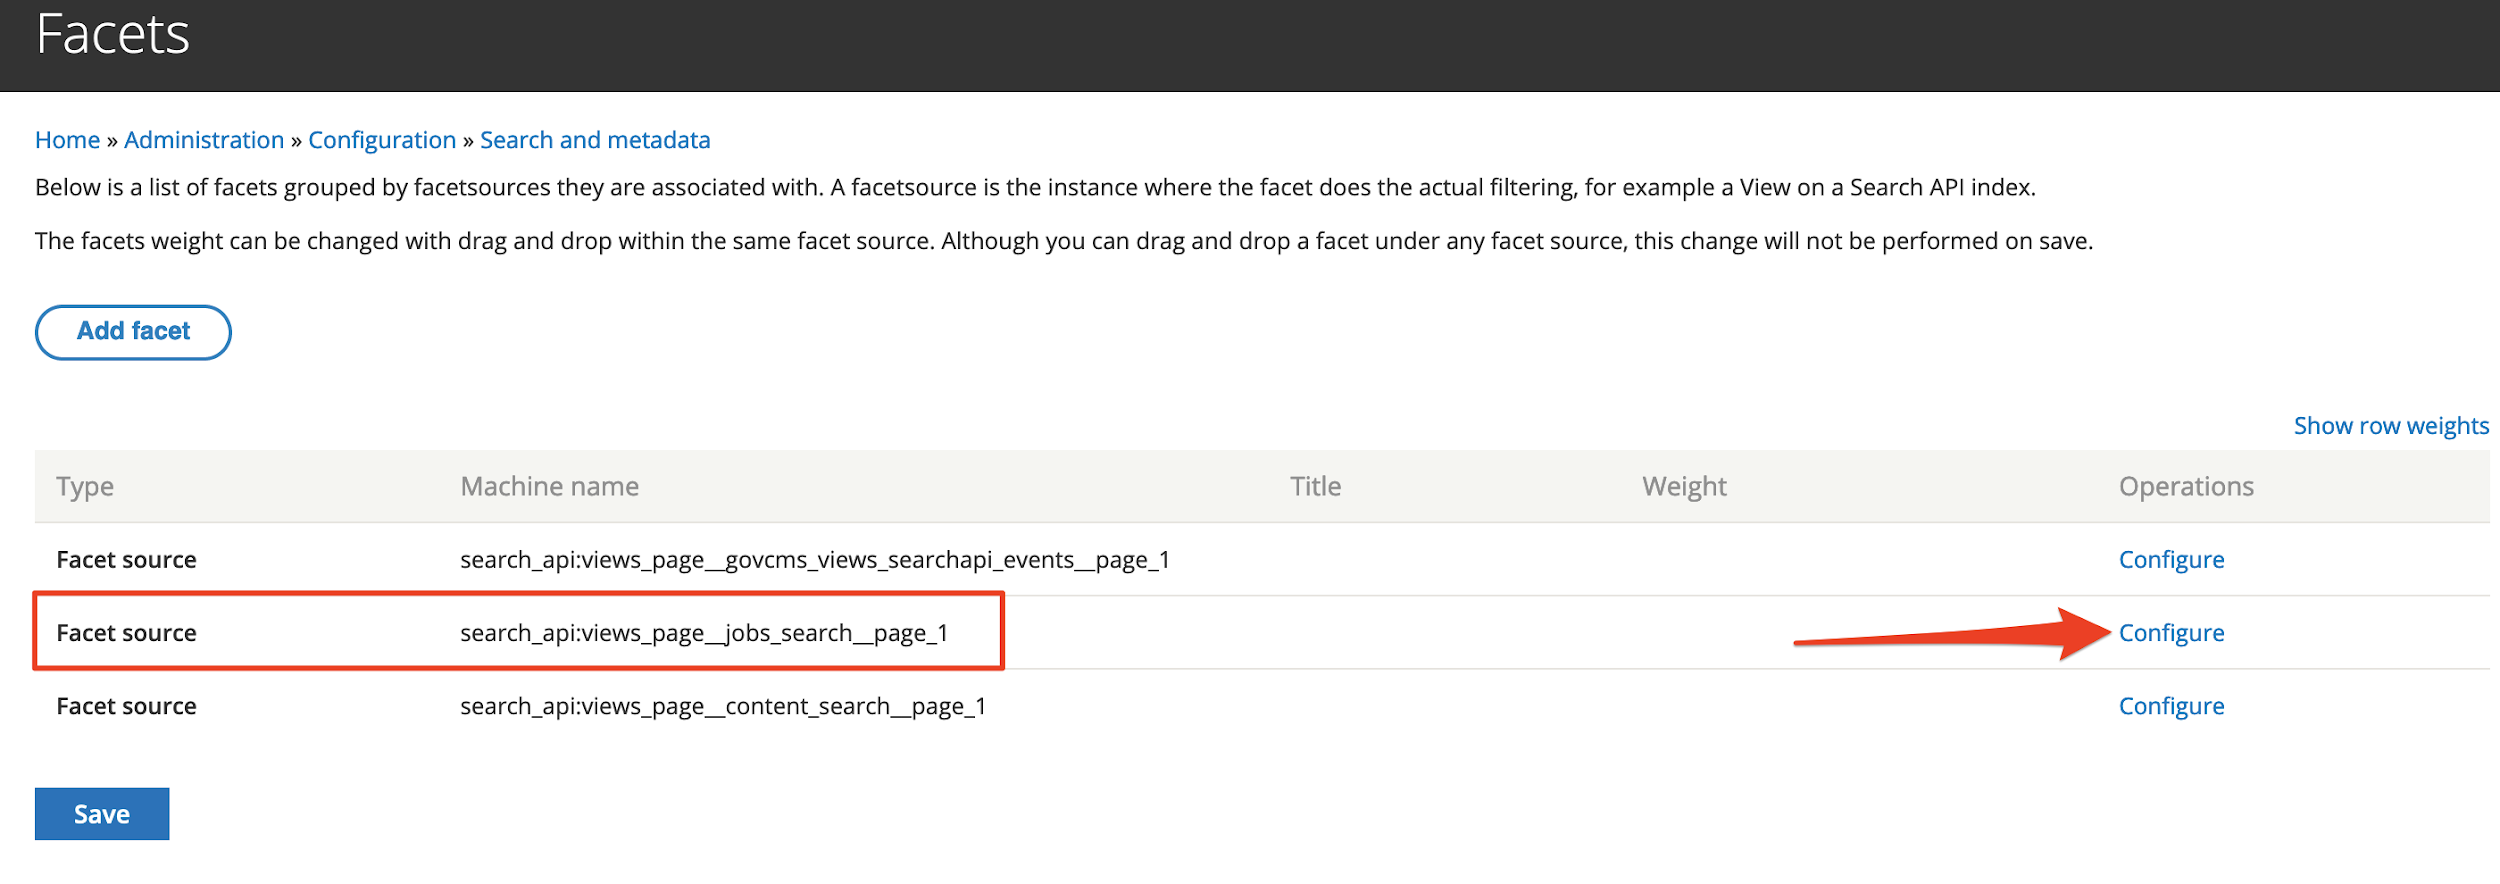 Facets
Home » Administration » Configuration » Search and metadata
Below is a list of facets grouped by facetsources they are associated with. A facetsource is the instance where the facet does the actual filtering, for example a View on a Search API index.
The facets weight can be changed with drag and drop within the same facet source. Although you can drag and drop a facet under any facet source, this change will not be performed on save.
Add facet
Show row weights
Type Machine name Title Weight Operations
Facet source search_api:views_page__govcms_views_searchapi_events__page_1 Configure
Facet source search_api:views_page__jobs_search__page_1 Configure
Facet source search_api:views_page__content_search__page_1 Configure
Save